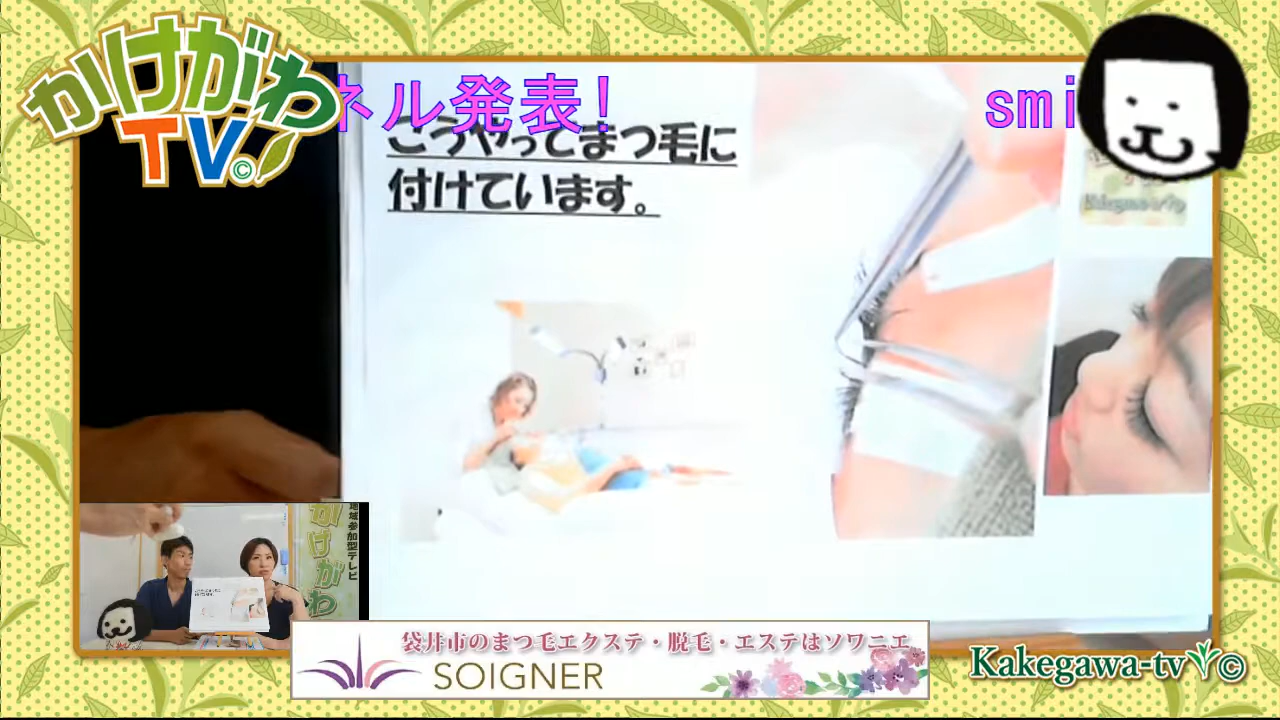 かけがわ
TV©
ネル発表!
smi
こうやってまつ毛に
付けています。
地域参加型テレビ
かけがわ
袋井市のまつ毛エクステ・脱毛・エステはソワニエ
SOIGNER
Kakegawa-tv©